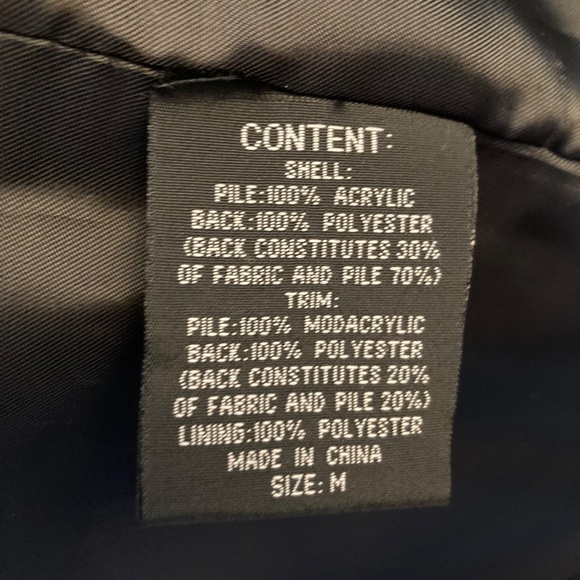 CONTENT:
SHELL:
PILE:100% ACRYLIC
BACK:100% POLYESTER
(BACK CONSTITUTES 30%
OF FABRIC AND PILE 70%)
TRIM:
PILE:100% MODACRYLIC
BACK:100% POLYESTER
(BACK CONSTITUTES 20%
OF FABRIC AND PILE 20%)
LINING:100% POLYESTER
MADE IN CHINA
SIZE: M